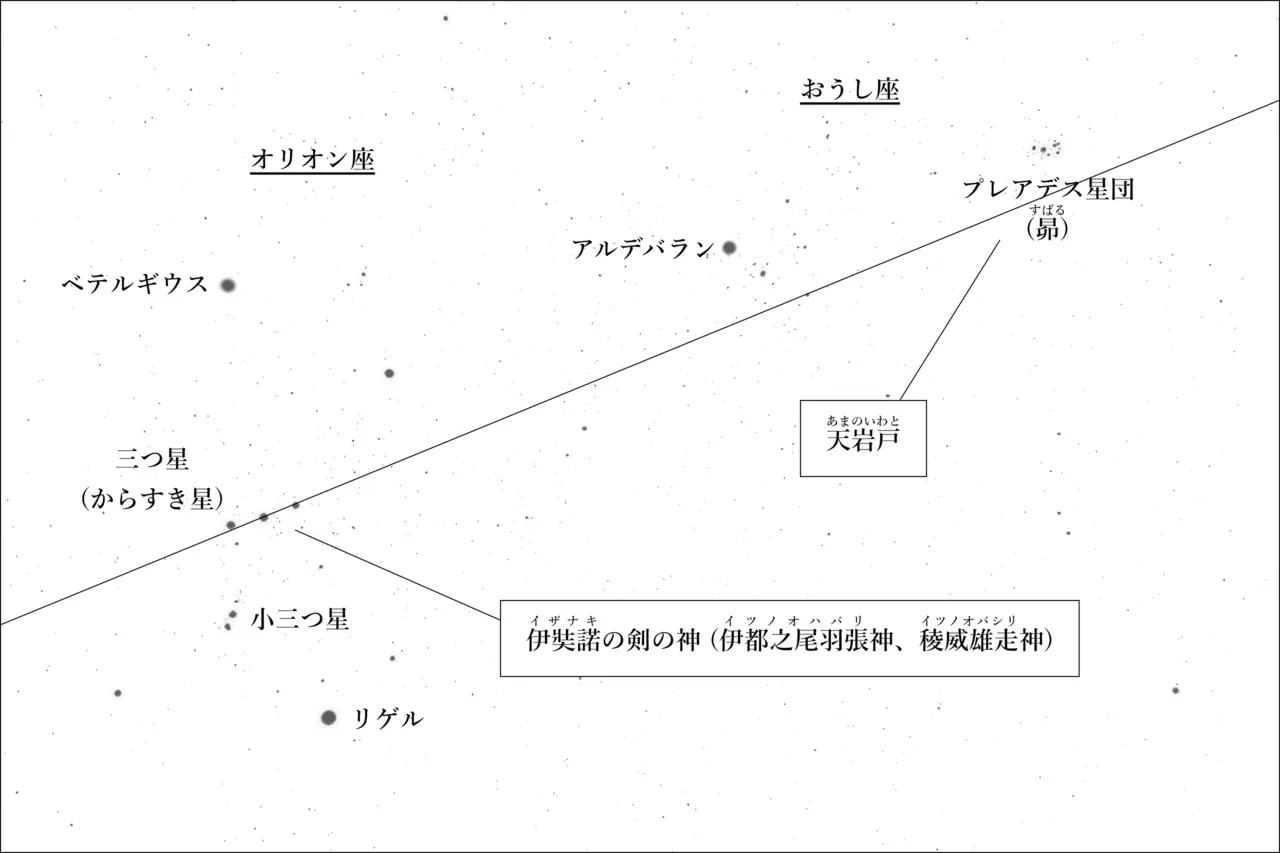 おうし座
オリオン座
プレアデス星団
すばる
（昴）
アルデバラン
ベテルギウス
あまのいわと
天岩戸
三つ星
（からすき星）
小三つ星
イザナキ イツノオハバリ イツノオバシリ
伊奘諾の剣の神（伊都之尾羽張神、稜威雄走神）
リゲル